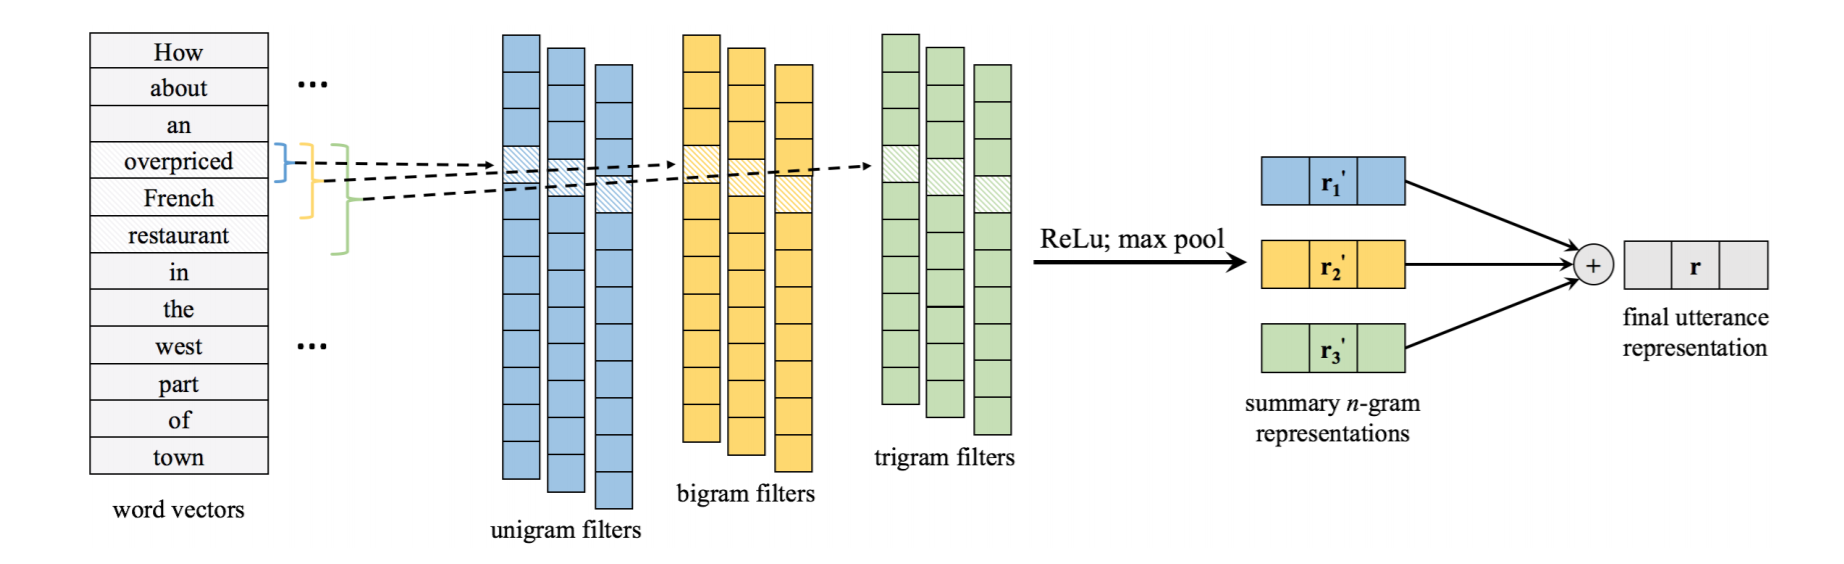 How
about
an
overpriced
French
restaurant
in
the
west
part
of
town
word vectors
...
...
unigram filters
bigram filters
trigram filters
ReLu; max pool
r₁'
r₂'
r₃'
summary n-gram
representations
+
r
final utterance
representation